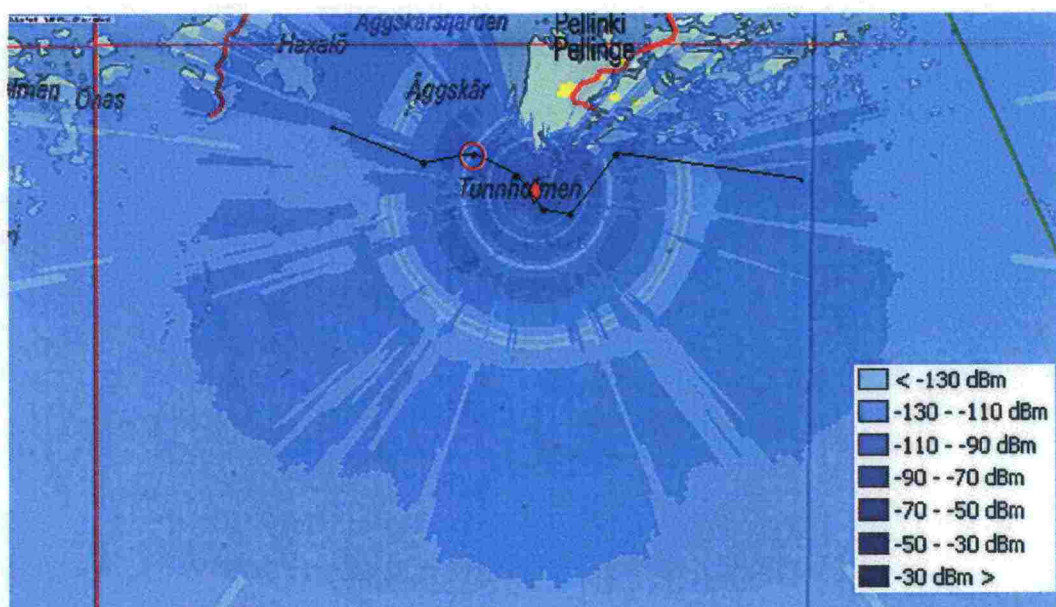 Äggskärsfjärden
Pellinki
Pellinge
Haxalö
Äggskär
Onas
Tunnholmen
< -130 dBm
-130 - -110 dBm
-110 - -90 dBm
-90 - -70 dBm
-70 - -50 dBm
-50 - -30 dBm
-30 dBm >